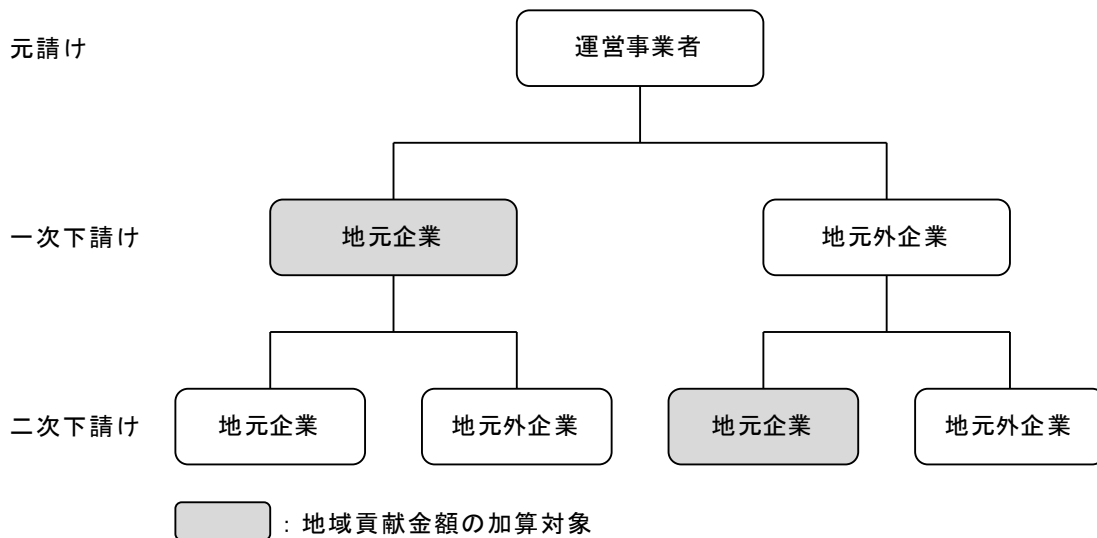 元請け
運営事業者
一次下請け
地元企業
地元外企業
二次下請け
地元企業
地元外企業
地元企業
地元外企業
：地域貢献金額の加算対象